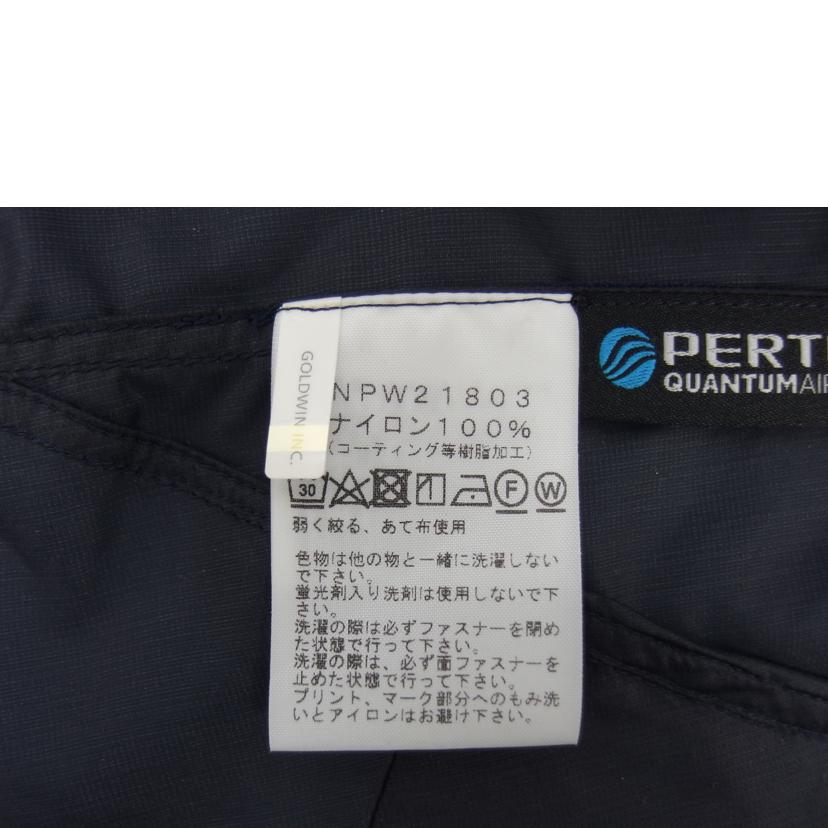 GOLDWIN INC.
NPW21803
ナイロン100%
(コーティング等樹脂加工)
30 F W
弱く絞る、あて布使用
色物は他の物と一緒に洗濯しない
で下さい。
蛍光剤入り洗剤は使用しないで下
さい。
洗濯の際は必ずファスナーを閉め
た状態で行って下さい。
洗濯の際は、必ず面ファスナーを
止めた状態で行って下さい。
プリント、マーク部分へのもみ洗
いとアイロンはお避け下さい。
PERT
QUANTUMAIR